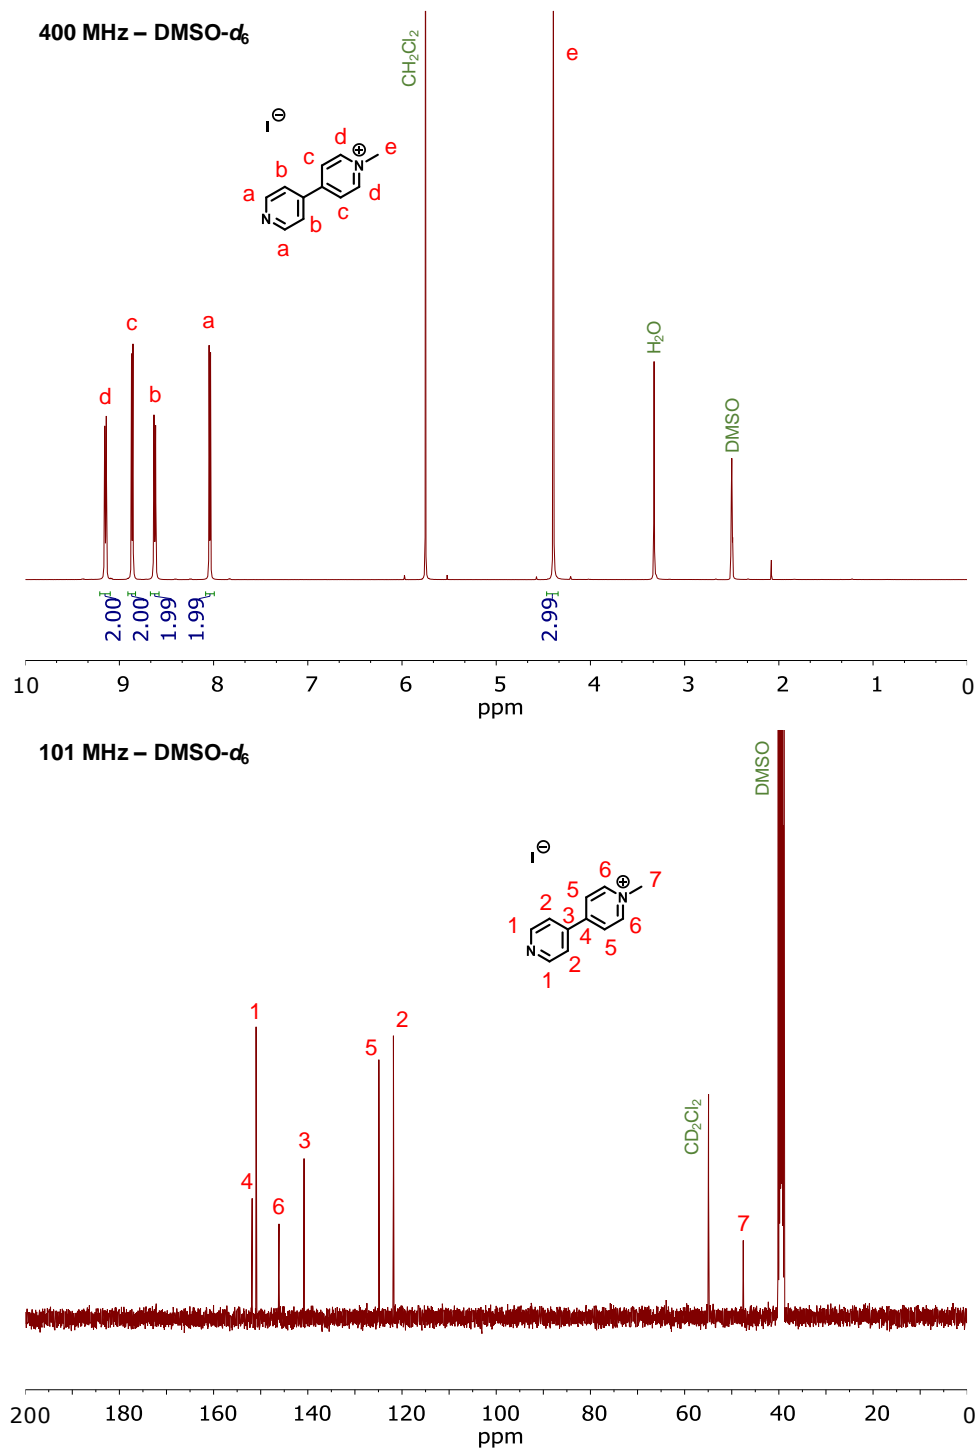 400 MHz – DMSO-d6
CH2Cl2
e
I ⊖
d ⊕
c N e
b
a d
c
N b
a
a
c
d b
H2O
DMSO
2.00 2.00 1.99 1.99 2.99
10 9 8 7 6 5 4 3 2 1 0
ppm
101 MHz – DMSO-d6
DMSO
I ⊖
6 ⊕
5 N 7
2 3
1 6
4 5
N 2
1
1
2
5
CD2Cl2
3
4
6
7
200 180 160 140 120 100 80 60 40 20 0
ppm